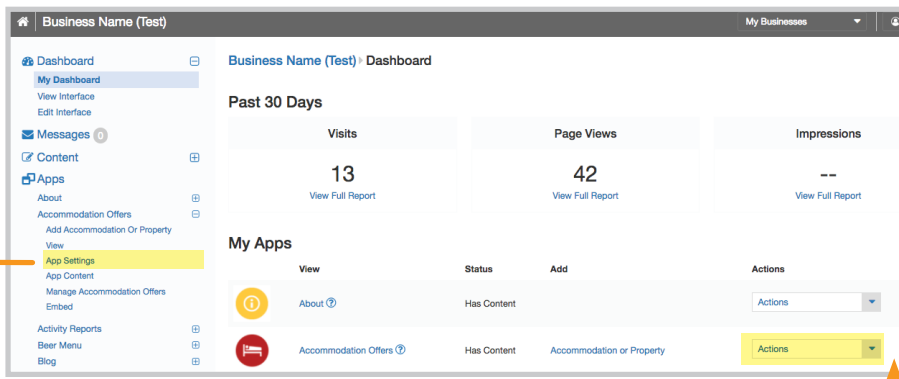 Business Name (Test)
My Businesses
Dashboard
My Dashboard
View Interface
Edit Interface
Messages 0
Content
Apps
About
Accommodation Offers
Add Accommodation Or Property
View
App Settings
App Content
Manage Accommodation Offers
Embed
Activity Reports
Beer Menu
Blog
Business Name (Test) Dashboard
Past 30 Days
Visits Page Views Impressions
13 42 --
View Full Report View Full Report View Full Report
My Apps
View Status Add Actions
About Has Content Actions
Accommodation Offers Has Content Accommodation or Property Actions